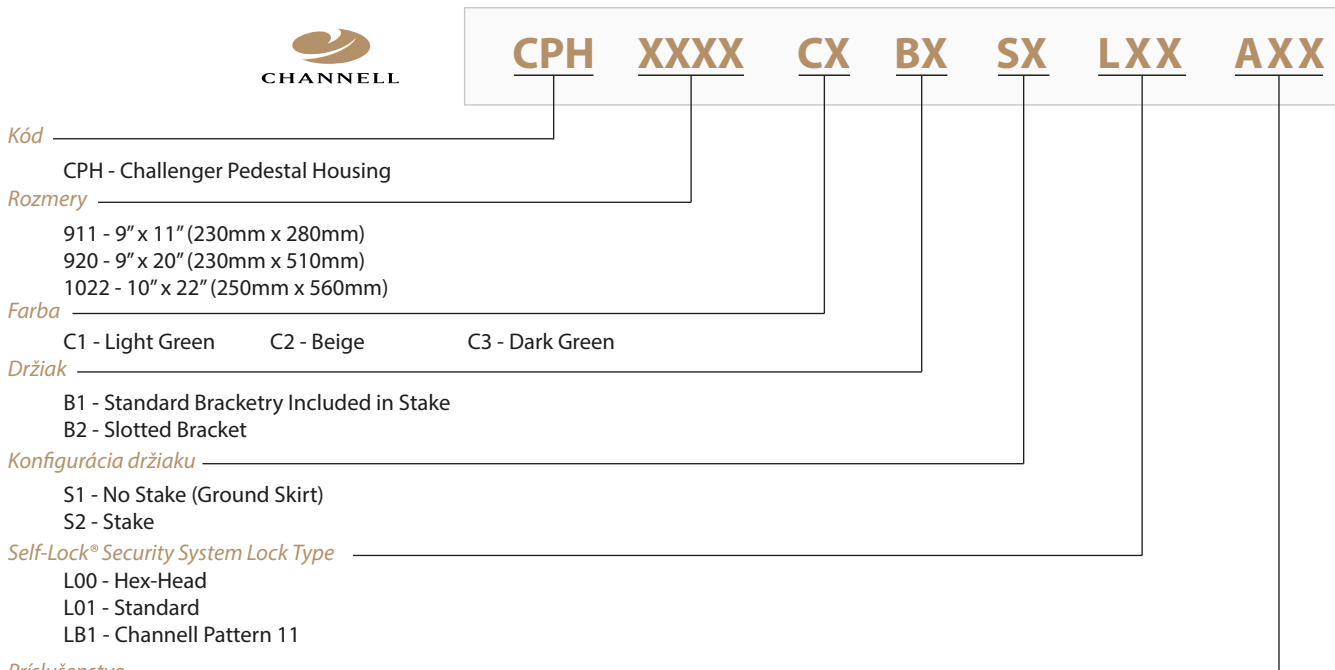 CHANNELL
CPH XXXX CX BX SX LXX AXX
Kód
CPH - Challenger Pedestal Housing
Rozmery
911 - 9" x 11" (230mm x 280mm)
920 - 9" x 20" (230mm x 510mm)
1022 - 10" x 22" (250mm x 560mm)
Farba
C1 - Light Green C2 - Beige C3 - Dark Green
Držiak
B1 - Standard Bracketry Included in Stake
B2 - Slotted Bracket
Konfigurácia držiaku
S1 - No Stake (Ground Skirt)
S2 - Stake
Self-Lock® Security System Lock Type
L00 - Hex-Head
L01 - Standard
LB1 - Channell Pattern 11
Príslušenstvo